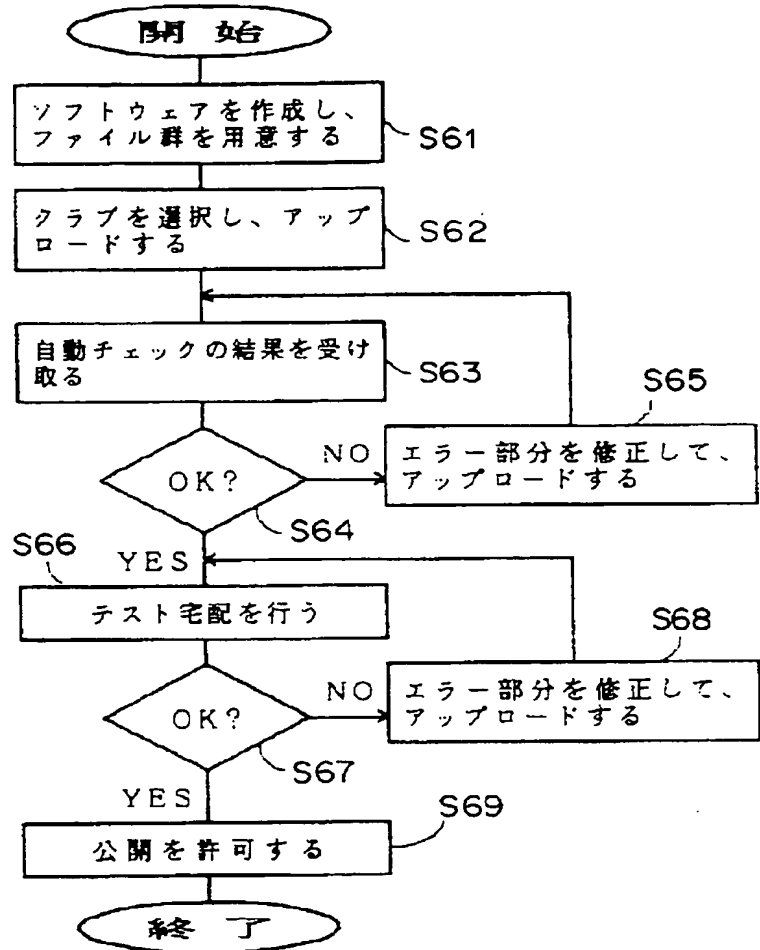 開始
ソフトウェアを作成し、
ファイル群を用意する
S61
クラブを選択し、アップ
ロードする
S62
自動チェックの結果を受け
取る
S63
S65
OK?
NO
エラー部分を修正して、
アップロードする
S64
S66
YES
テスト宅配を行う
S68
OK?
NO
エラー部分を修正して、
アップロードする
S67
YES
S69
公開を許可する
終了